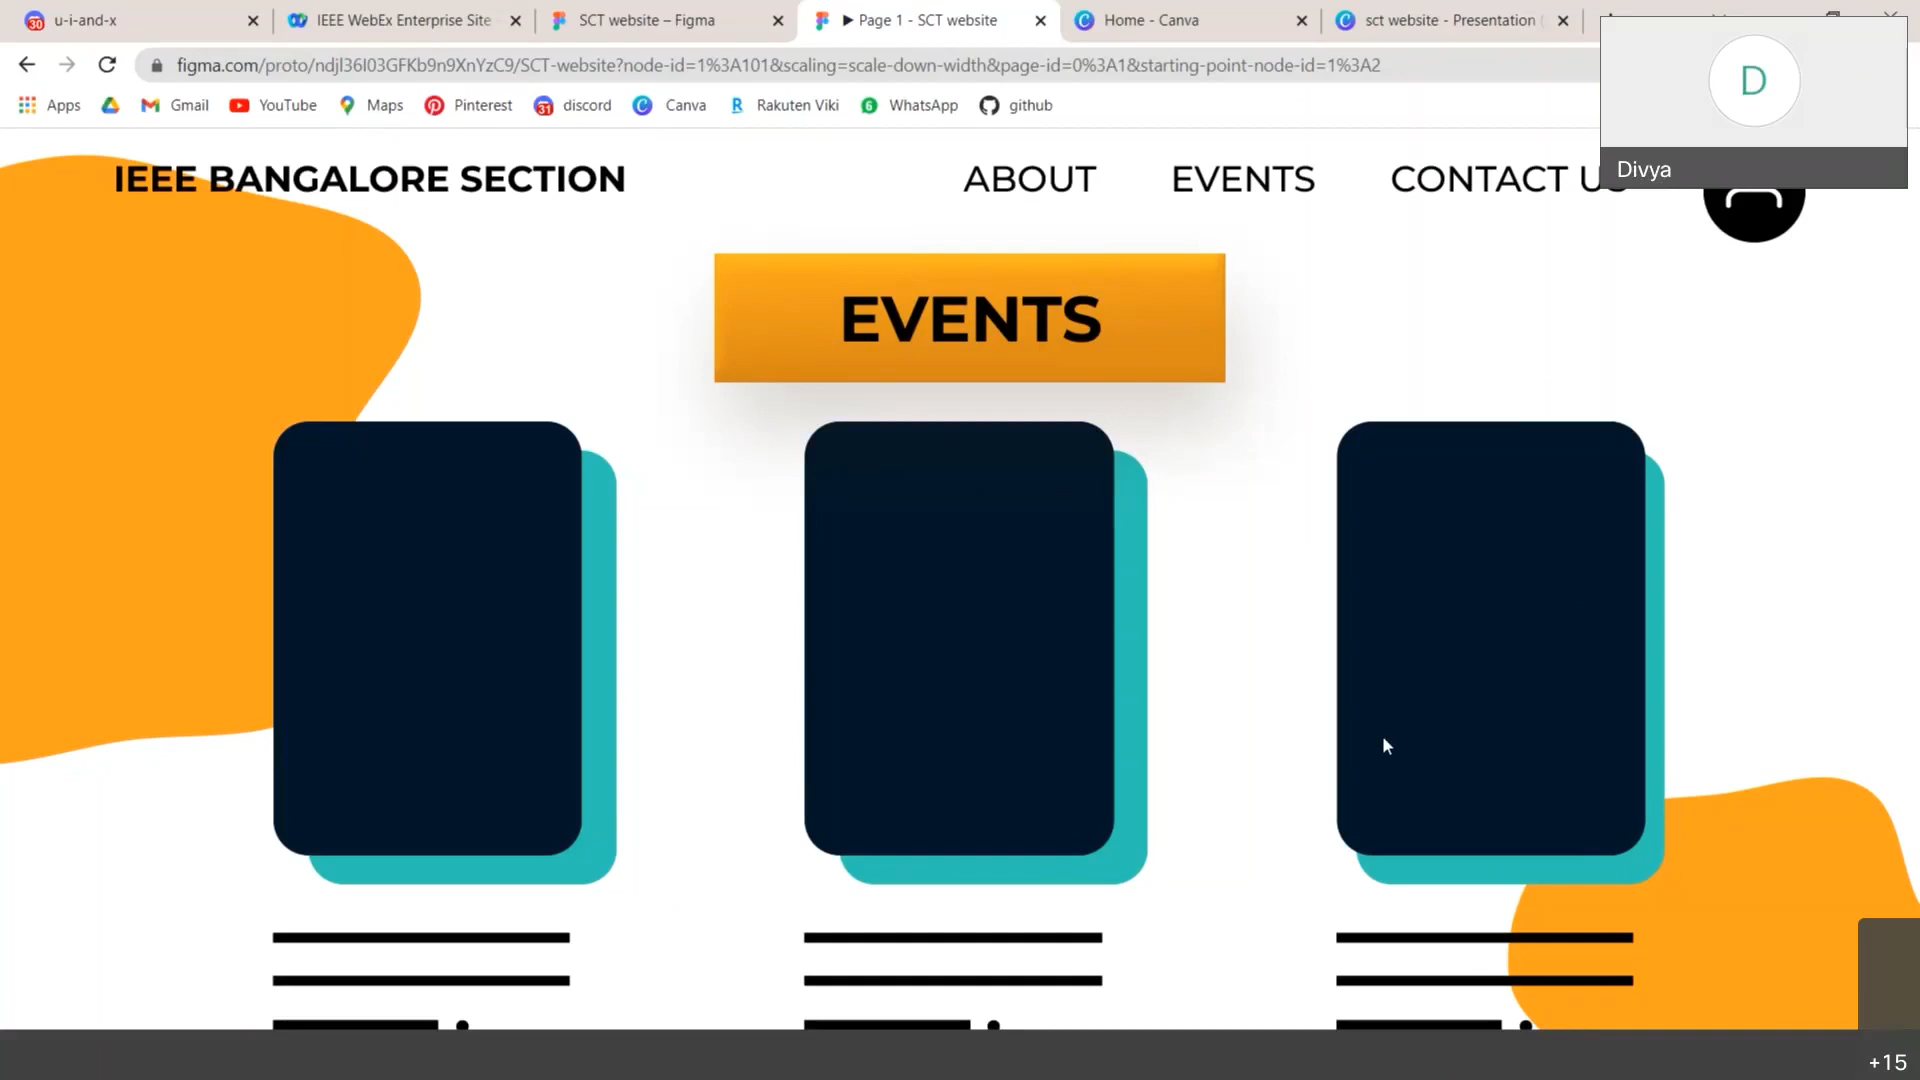 u-i-and-x
IEEE WebEx Enterprise Site
SCT website – Figma
Page 1 - SCT website
Home - Canva
sct website - Presentation
figma.com/proto/ndjl36I03GFKb9n9XnYzC9/SCT-website?node-id=1%3A101&scaling=scale-down-width&page-id=0%3A1&starting-point-node-id=1%3A2
Apps
Gmail
YouTube
Maps
Pinterest
discord
Canva
Rakuten Viki
WhatsApp
github
D
Divya
IEEE BANGALORE SECTION
ABOUT
EVENTS
CONTACT US
EVENTS
+15